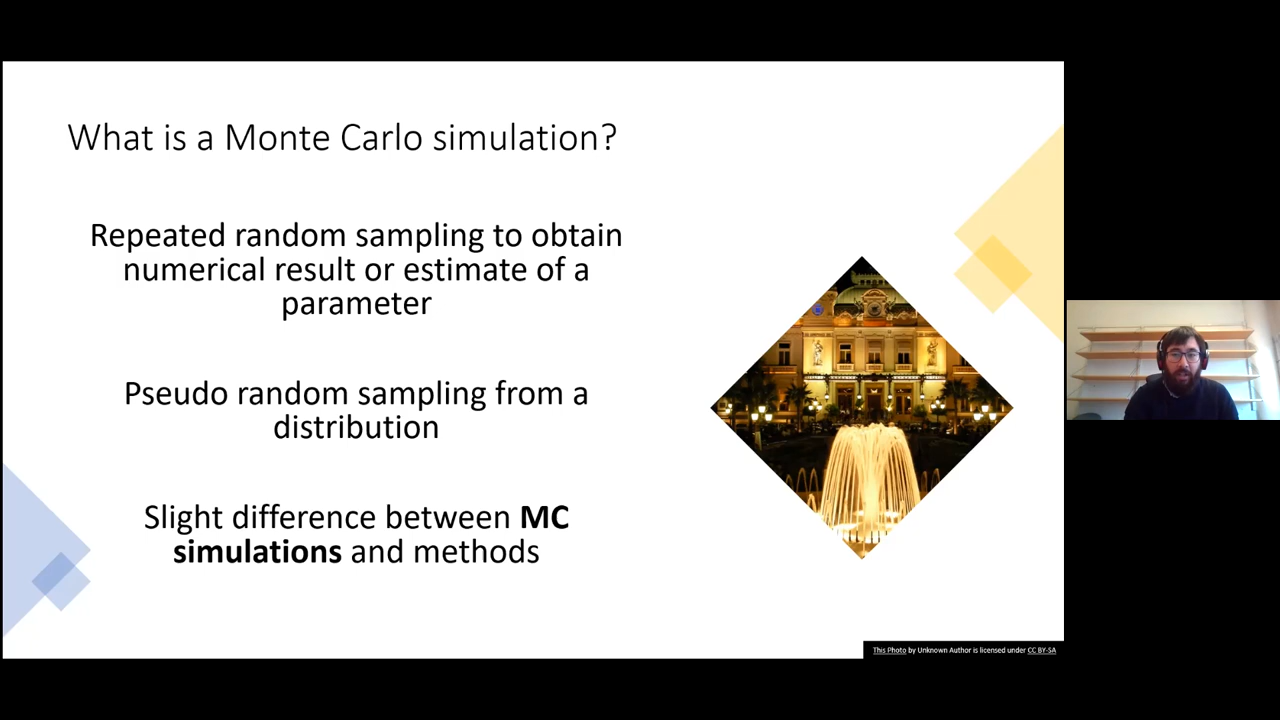 What is a Monte Carlo simulation?
Repeated random sampling to obtain
numerical result or estimate of a
parameter
Pseudo random sampling from a
distribution
Slight difference between MC
simulations and methods
This Photo by Unknown Author is licensed under CC BY-SA